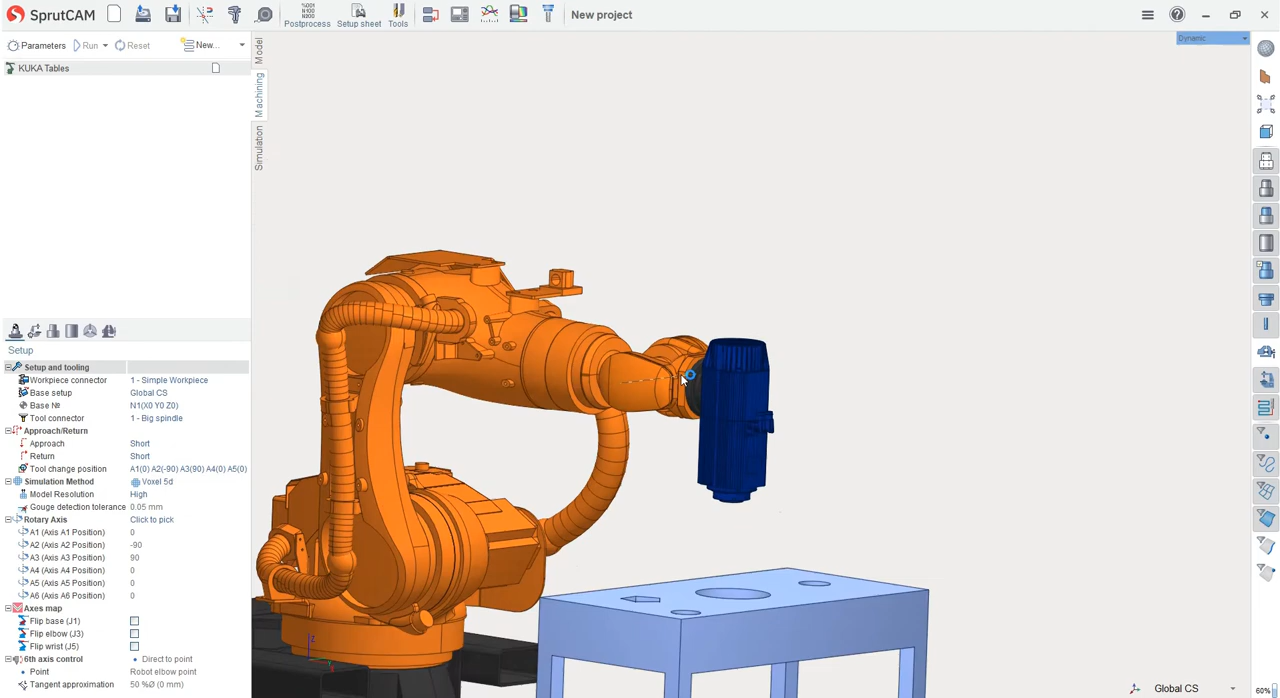 SprutCAM
%001
N100
N100
Postprocess
Setup sheet
Tools
New project
Parameters
Run
Reset
New...
Dynamic
KUKA Tables
Model
Machining
Simulation
Setup
Setup and tooling
Workpiece connector 1 - Simple Workpiece
Base setup Global CS
Base № N1(X0 Y0 Z0)
Tool connector 1 - Big spindle
Approach/Return
Approach Short
Return Short
Tool change position A1(0) A2(-90) A3(90) A4(0) A5(0)
Simulation Method Voxel 5d
Model Resolution High
Gouge detection tolerance 0.05 mm
Rotary Axis Click to pick
A1 (Axis A1 Position) 0
A2 (Axis A2 Position) -90
A3 (Axis A3 Position) 90
A4 (Axis A4 Position) 0
A5 (Axis A5 Position) 0
A6 (Axis A6 Position) 0
Axes map
Flip base (J1)
Flip elbow (J3)
Flip wrist (J5)
6th axis control Direct to point
Point Robot elbow point
Tangent approximation 50 %Ø (0 mm)
Z
Global CS
60%